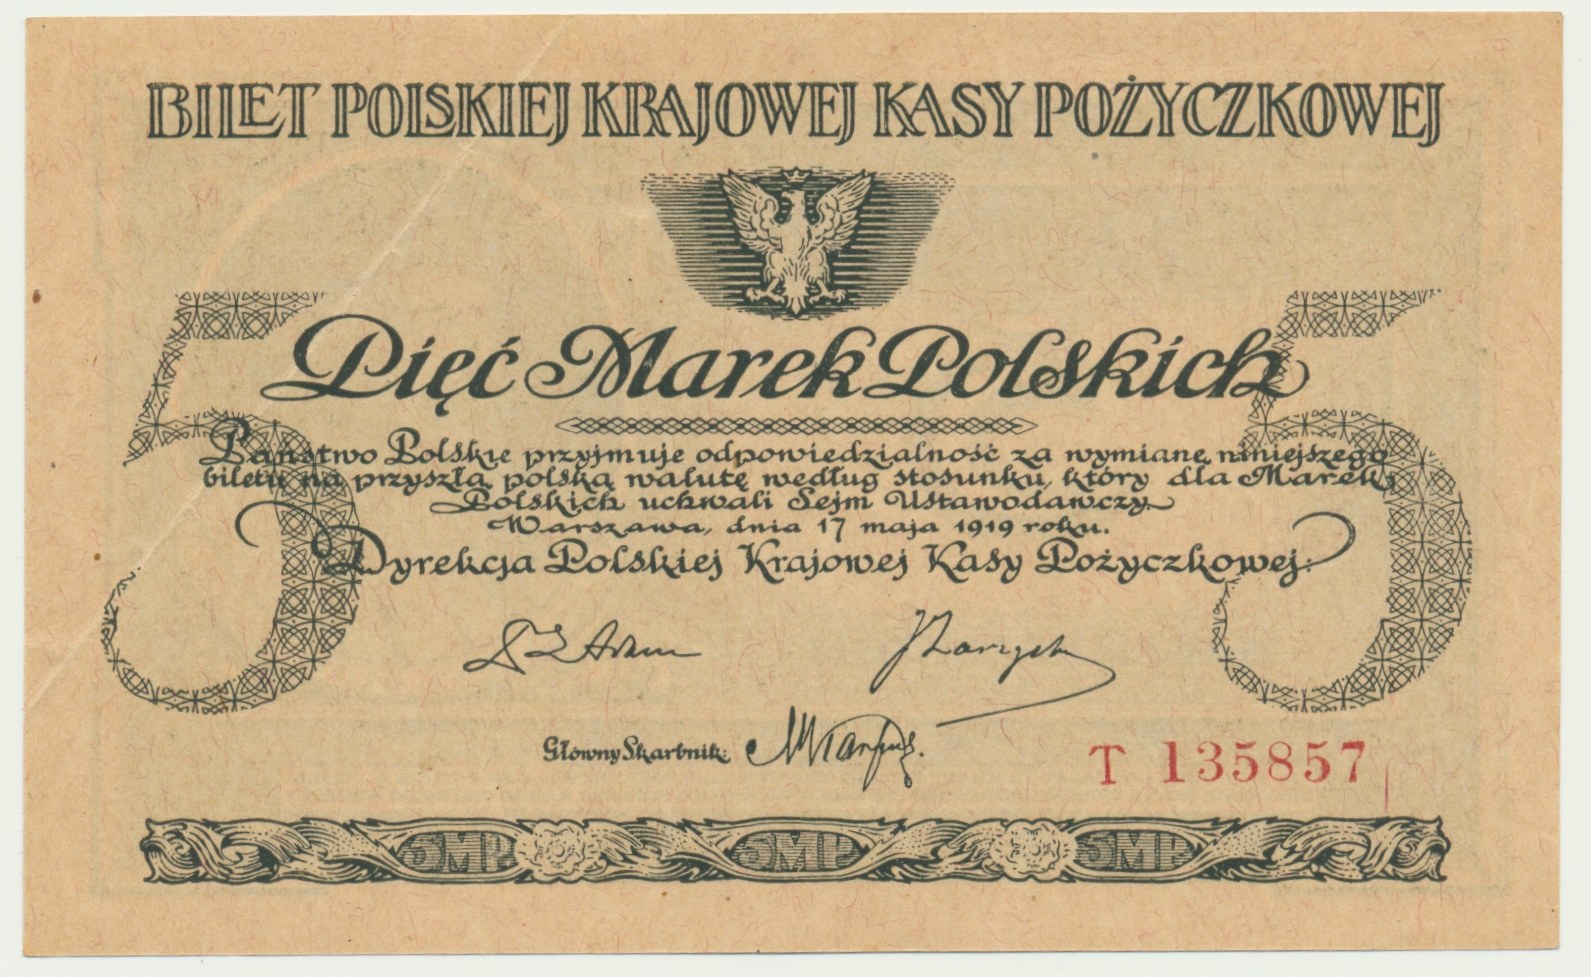 BILET POLSKIEJ KRAJOWEJ KASY POŻYCZKOWEJ
5 Pięć Marek Polskich 5
Państwo Polskie przyjmuje odpowiedzialność za wymianę niniejszego
biletu na przyszłą polską walutę według stosunku, który dla Marek
Polskich uchwali Sejm Ustawodawczy.
Warszawa, dnia 17 maja 1919 roku.
Dyrekcja Polskiej Krajowej Kasy Pożyczkowej:
Główny Skarbnik:
T 135857
5MP 5MP 5MP